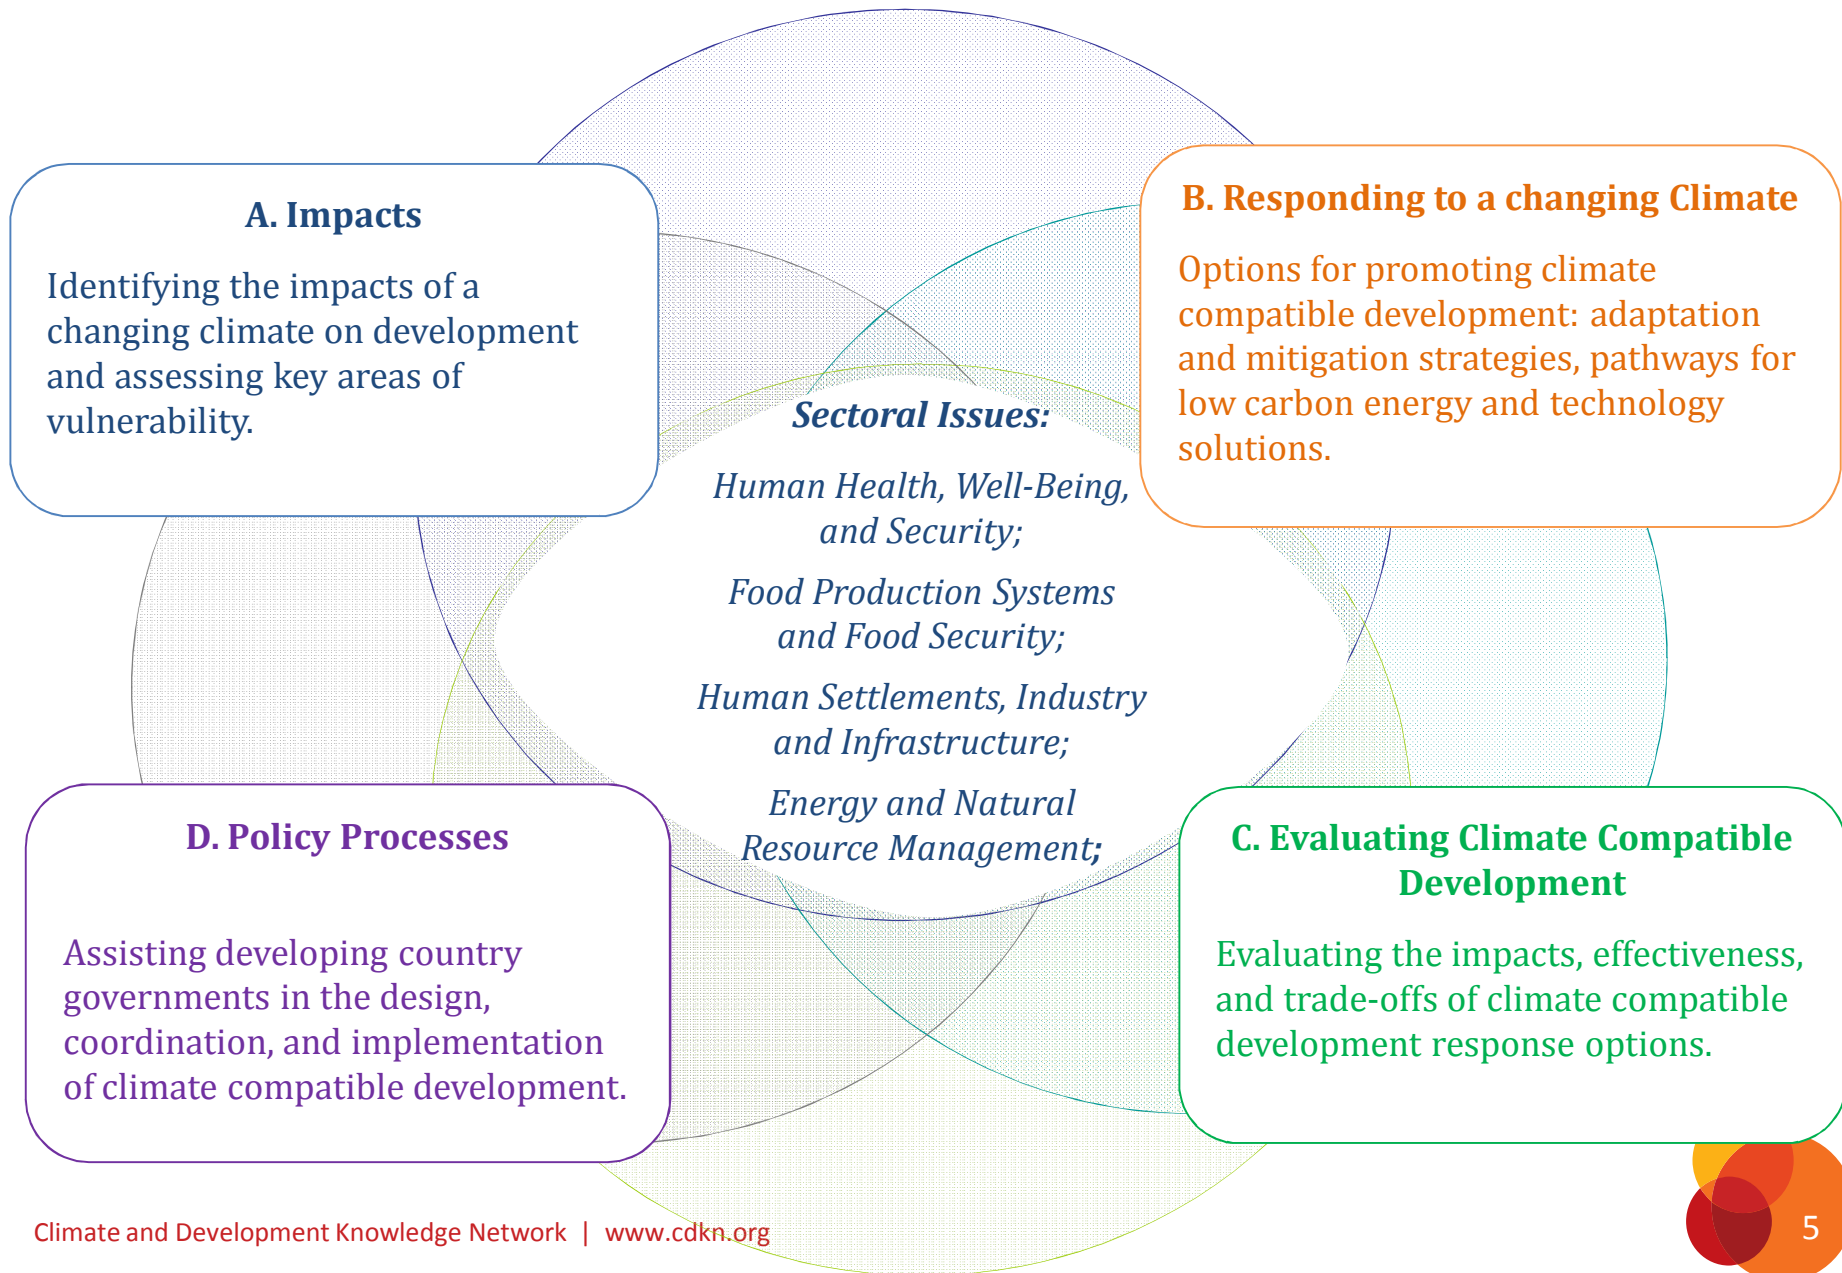 A. Impacts
Identifying the impacts of a
changing climate on development
and assessing key areas of
vulnerability.
B. Responding to a changing Climate
Options for promoting climate
compatible development: adaptation
and mitigation strategies, pathways for
low carbon energy and technology
solutions.
Sectoral Issues:
Human Health, Well-Being,
and Security;
Food Production Systems
and Food Security;
Human Settlements, Industry
and Infrastructure;
Energy and Natural
Resource Management;
D. Policy Processes
Assisting developing country
governments in the design,
coordination, and implementation
of climate compatible development.
C. Evaluating Climate Compatible
Development
Evaluating the impacts, effectiveness,
and trade-offs of climate compatible
development response options.
Climate and Development Knowledge Network | www.cdkn.org
5